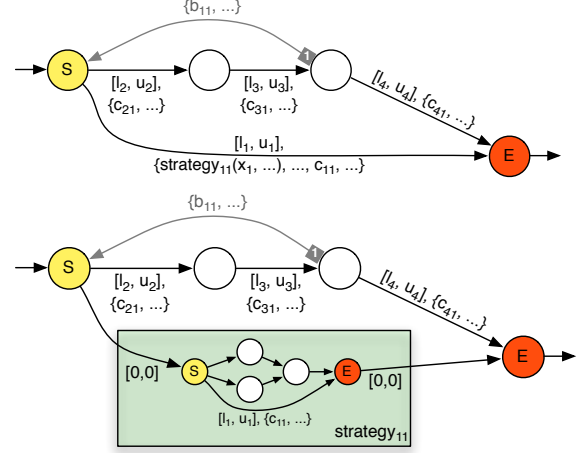 {b₁₁, ...}
1
S
[l₂, u₂],
{c₂₁, ...}
[l₃, u₃],
{c₃₁, ...}
[l₄, u₄], {c₄₁, ...}
[l₁, u₁],
{strategy₁₁(x₁, ...), ..., c₁₁, ...}
E
{b₁₁, ...}
1
S
[l₂, u₂],
{c₂₁, ...}
[l₃, u₃],
{c₃₁, ...}
[l₄, u₄], {c₄₁, ...}
E
[0,0]
S
E
[0,0]
[l₁, u₁], {c₁₁, ...}
strategy₁₁